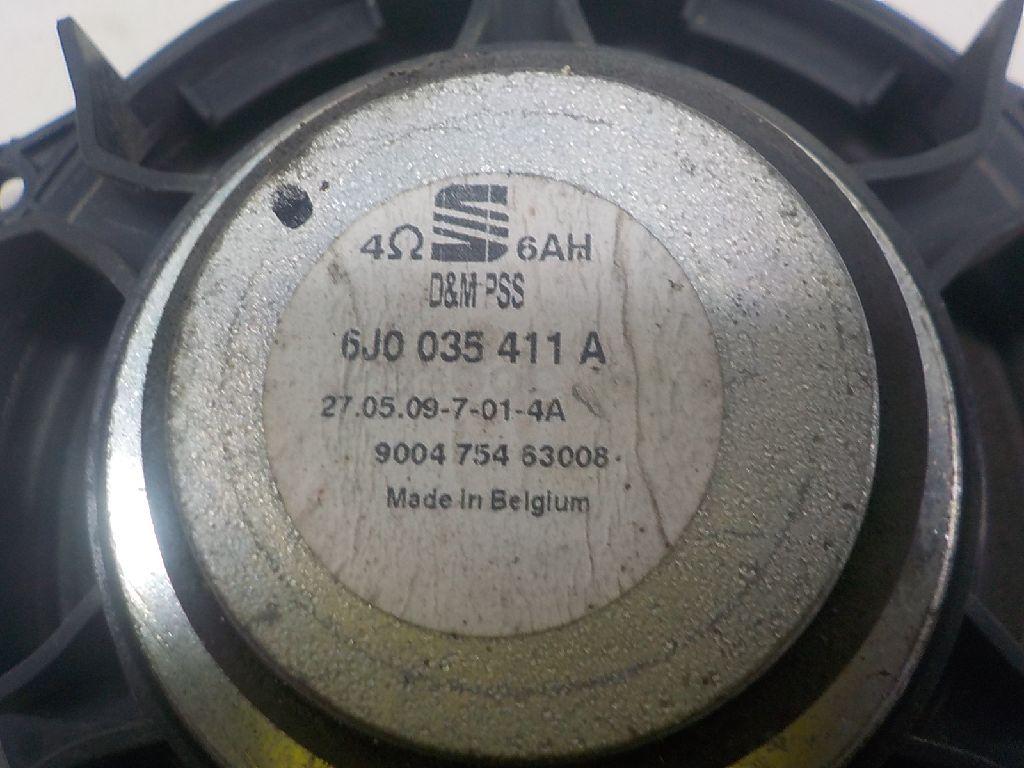 4Ω 6AH
D&M PSS
6J0 035 411 A
27.05.09-7-01-4A
9004 754 63008
Made in Belgium